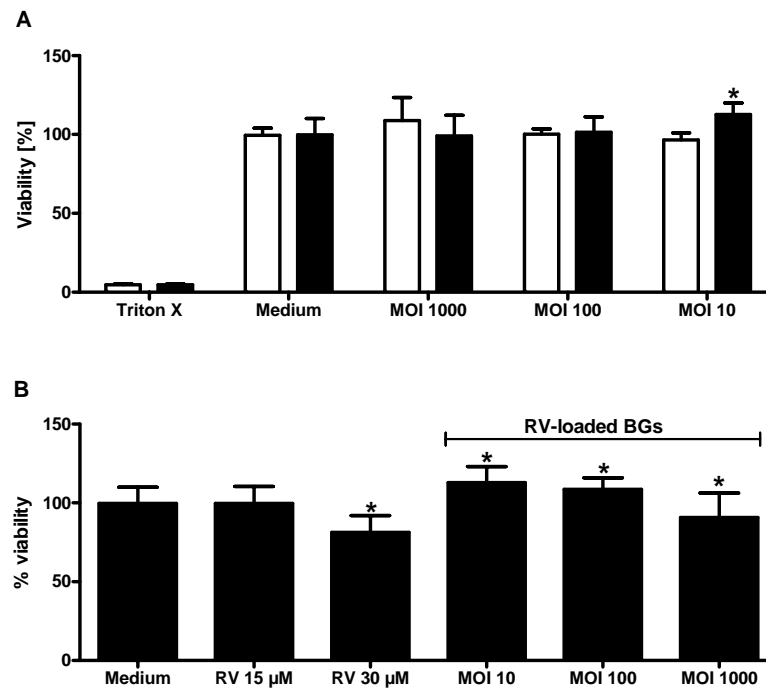 A
150
100
50
0
Viability [%]
*
Triton X Medium MOI 1000 MOI 100 MOI 10
B
150
100
50
0
% viability
RV-loaded BGs
* * * *
Medium RV 15 µM RV 30 µM MOI 10 MOI 100 MOI 1000